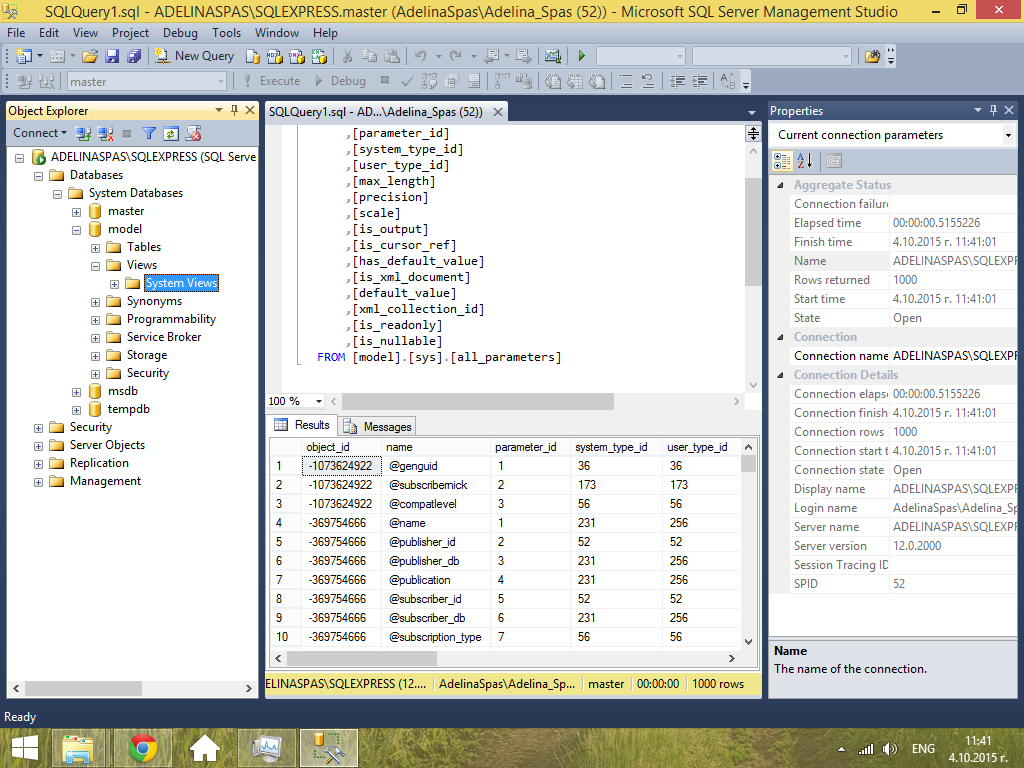 SQLQuery1.sql - ADELINASPAS\SQLEXPRESS.master (AdelinaSpas\Adelina_Spas (52)) - Microsoft SQL Server Management Studio
File Edit View Project Debug Tools Window Help
New Query
master Execute Debug
Object Explorer
Connect
ADELINASPAS\SQLEXPRESS (SQL Serve
Databases
System Databases
master
model
Tables
Views
System Views
Synonyms
Programmability
Service Broker
Storage
Security
msdb
tempdb
Security
Server Objects
Replication
Management
SQLQuery1.sql - AD...\Adelina_Spas (52))
,[parameter_id]
,[system_type_id]
,[user_type_id]
,[max_length]
,[precision]
,[scale]
,[is_output]
,[is_cursor_ref]
,[has_default_value]
,[is_xml_document]
,[default_value]
,[xml_collection_id]
,[is_readonly]
,[is_nullable]
FROM [model].[sys].[all_parameters]
100 %
Results Messages
object_id name parameter_id system_type_id user_type_id
1 -1073624922 @genguid 1 36 36
2 -1073624922 @subscribernick 2 173 173
3 -1073624922 @compatlevel 3 56 56
4 -369754666 @name 1 231 256
5 -369754666 @publisher_id 2 52 52
6 -369754666 @publisher_db 3 231 256
7 -369754666 @publication 4 231 256
8 -369754666 @subscriber_id 5 52 52
9 -369754666 @subscriber_db 6 231 256
10 -369754666 @subscription_type 7 56 56
ELINASPAS\SQLEXPRESS (12.... AdelinaSpas\Adelina_Sp... master 00:00:00 1000 rows
Properties
Current connection parameters
Aggregate Status
Connection failure
Elapsed time 00:00:00.5155226
Finish time 4.10.2015 г. 11:41:01
Name ADELINASPAS\SQLEXPR
Rows returned 1000
Start time 4.10.2015 г. 11:41:01
State Open
Connection
Connection name ADELINASPAS\SQLEXPR
Connection Details
Connection elapse 00:00:00.5155226
Connection finish 4.10.2015 г. 11:41:01
Connection rows 1000
Connection start t 4.10.2015 г. 11:41:01
Connection state Open
Display name ADELINASPAS\SQLEXPR
Login name AdelinaSpas\Adelina_Sp
Server name ADELINASPAS\SQLEXPR
Server version 12.0.2000
Session Tracing ID
SPID 52
Name
The name of the connection.
Ready
ENG
11:41
4.10.2015 г.